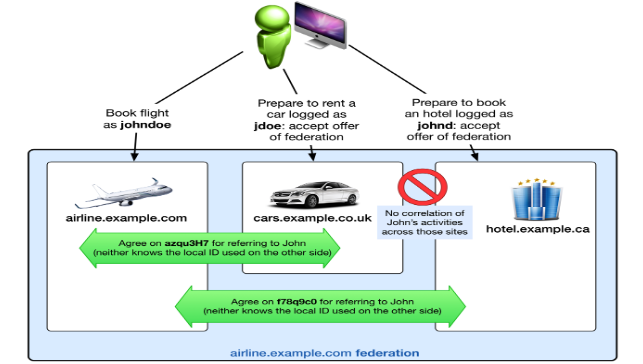 Book flight
as johndoe
Prepare to rent a
car logged as
jdoe: accept offer
of federation
Prepare to book
an hotel logged as
johnd: accept
offer of federation
airline.example.com
cars.example.co.uk
No correlation of
John's activities
across those sites
hotel.example.ca
Agree on azqu3H7 for referring to John
(neither knows the local ID used on the other side)
Agree on f78q9c0 for referring to John
(neither knows the local ID used on the other side)
airline.example.com federation